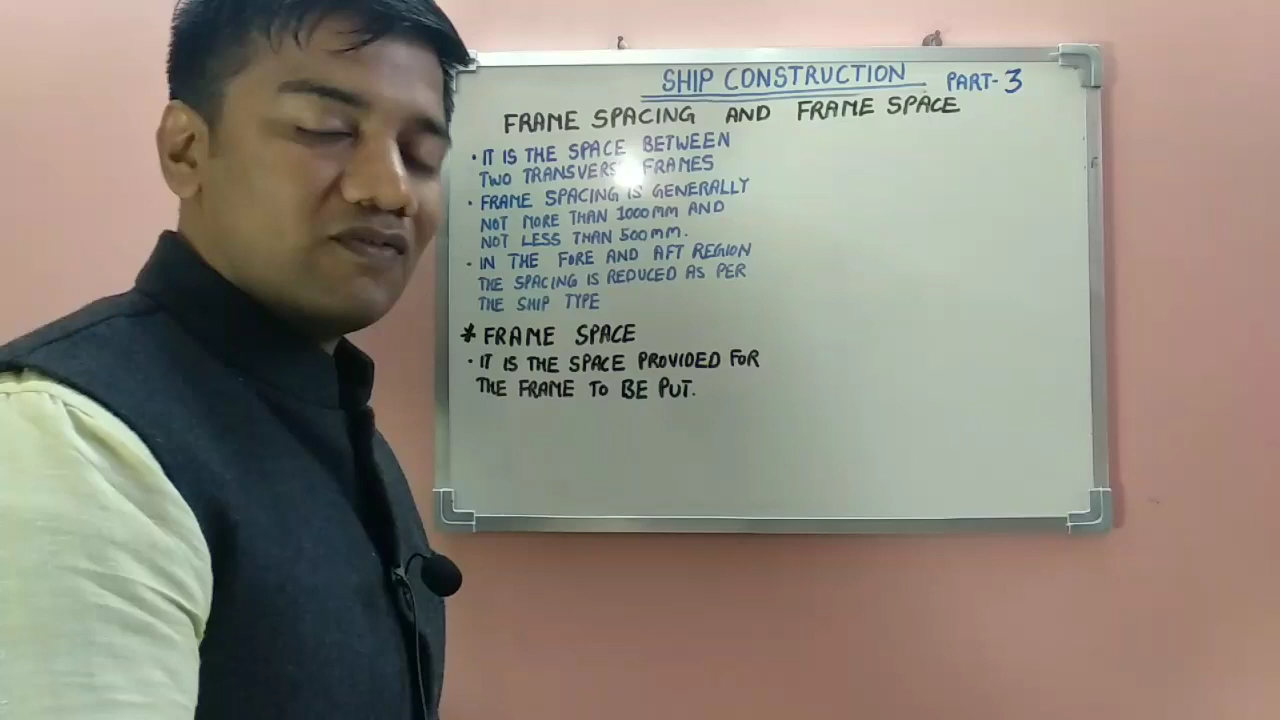 SHIP CONSTRUCTION PART-3
FRAME SPACING AND FRAME SPACE
• IT IS THE SPACE BETWEEN
TWO TRANSVERSE FRAMES
• FRAME SPACING IS GENERALLY
NOT MORE THAN 1000MM AND
NOT LESS THAN 500MM.
• IN THE FORE AND AFT REGION
THE SPACING IS REDUCED AS PER
THE SHIP TYPE
* FRAME SPACE
• IT IS THE SPACE PROVIDED FOR
THE FRAME TO BE PUT.